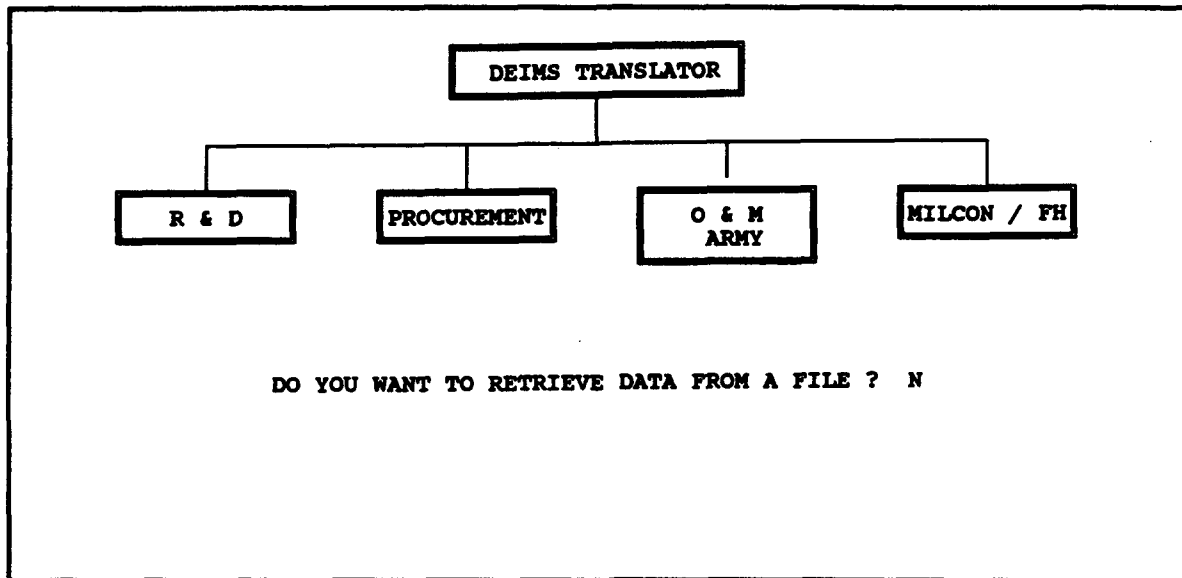 DEIMS TRANSLATOR
R & D
PROCUREMENT
O & M
ARMY
MILCON / FH
DO YOU WANT TO RETRIEVE DATA FROM A FILE ? N